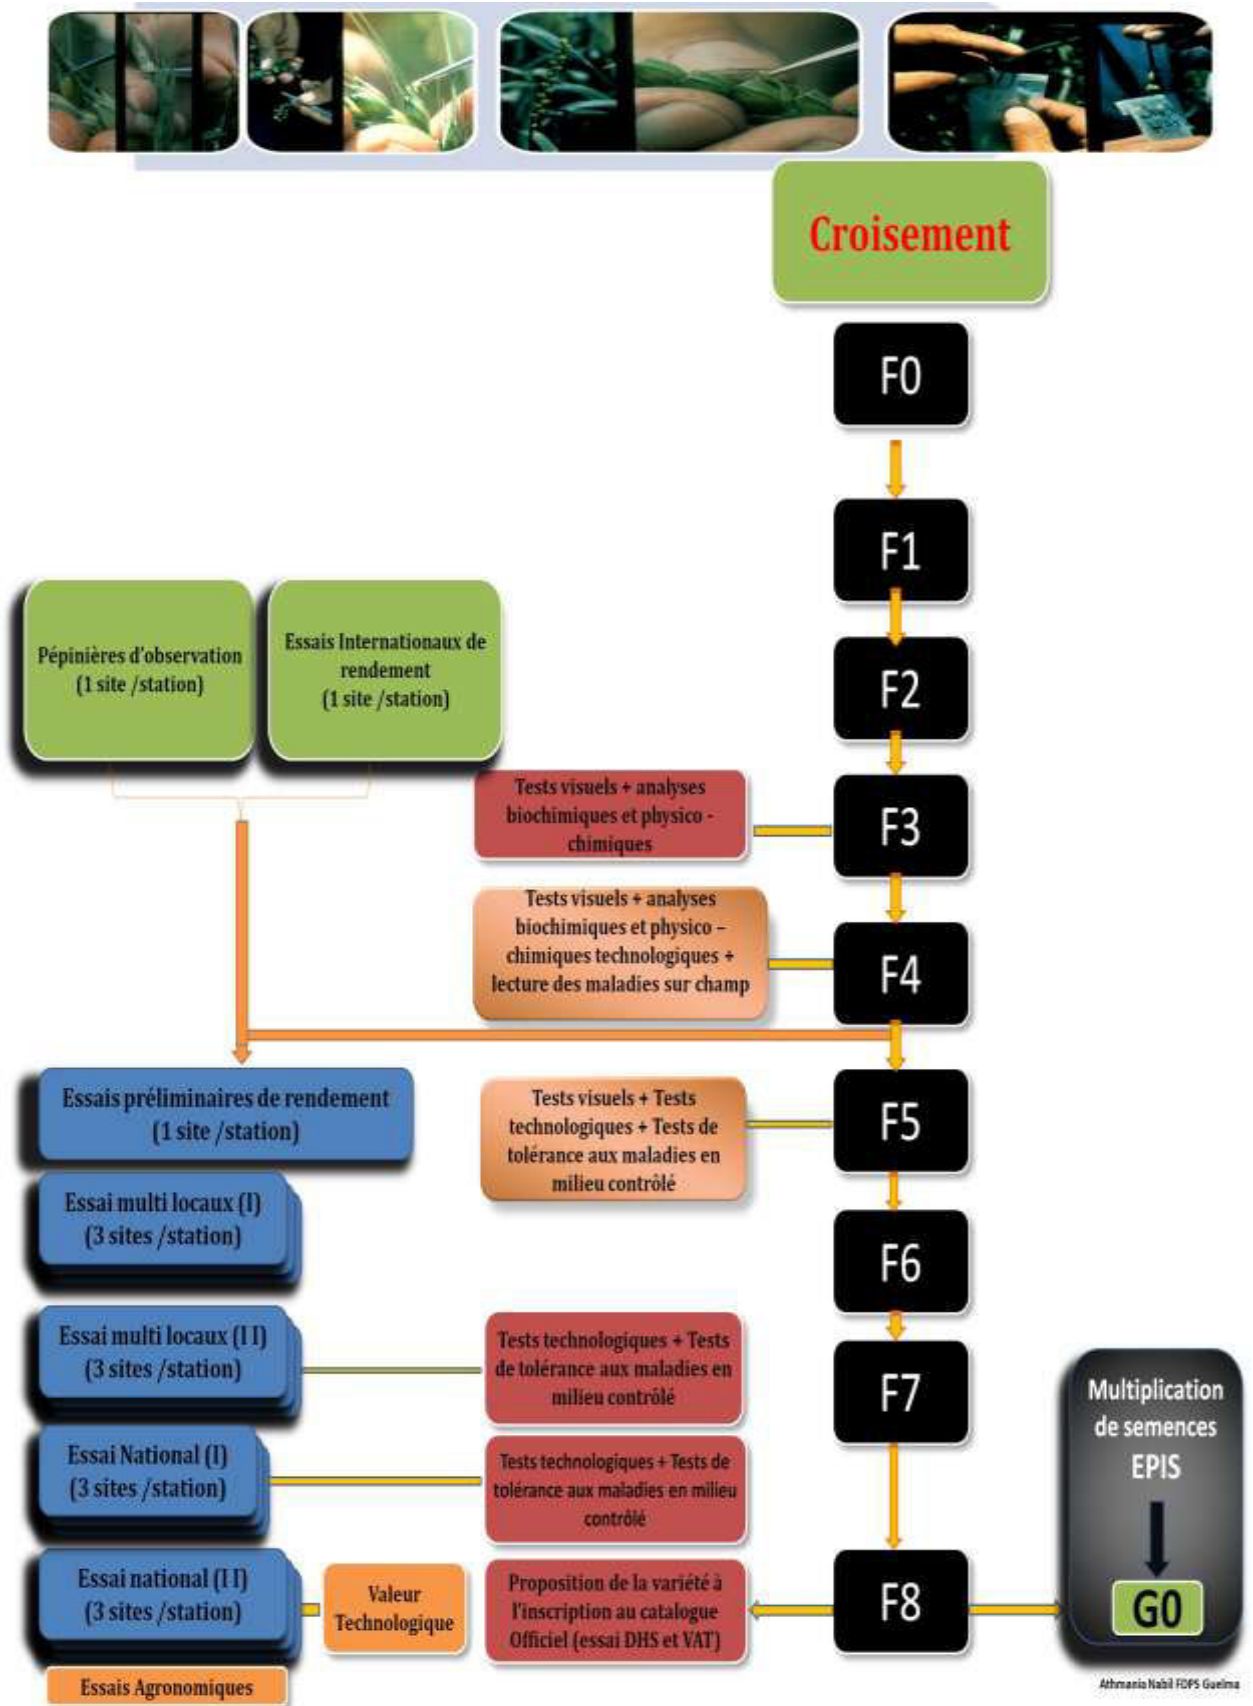 Croisement
F0
F1
F2
F3
F4
F5
F6
F7
F8
Pépinières d'observation
(1 site /station)
Essais Internationaux de
rendement
(1 site /station)
Tests visuels + analyses
biochimiques et physico -
chimiques
Tests visuels + analyses
biochimiques et physico –
chimiques technologiques +
lecture des maladies sur champ
Essais préliminaires de rendement
(1 site /station)
Tests visuels + Tests
technologiques + Tests de
tolérance aux maladies en
milieu contrôlé
Essai multi locaux (I)
(3 sites /station)
Essai multi locaux (I I)
(3 sites /station)
Tests technologiques + Tests
de tolérance aux maladies en
milieu contrôlé
Essai National (I)
(3 sites /station)
Tests technologiques + Tests de
tolérance aux maladies en milieu
contrôlé
Essai national (I I)
(3 sites /station)
Valeur
Technologique
Proposition de la variété à
l'inscription au catalogue
Officiel (essai DHS et VAT)
Essais Agronomiques
Multiplication
de semences
EPIS
G0
Athmania Nabil FDPS Guelma